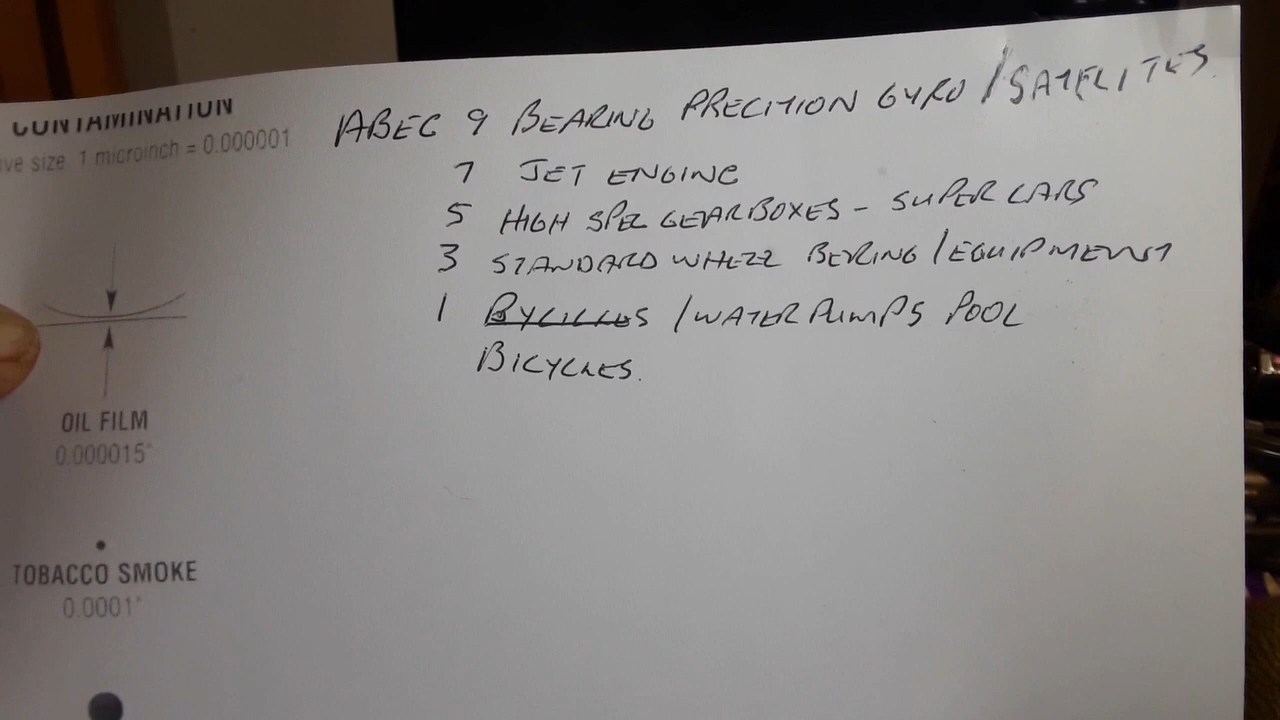 CONTAMINATION
ve size. 1 microinch = 0.000001
OIL FILM
0.000015"
TOBACCO SMOKE
0.0001"
ABEC 9 BEARING PRECITION GYRO / SATELITES
7 JET ENGINE
5 HIGH SPEC GEARBOXES - SUPER CARS
3 STANDARD WHEEL BERING / EQUIPMENT
1 BYCICLES / WATER PUMPS POOL
BICYCLES.